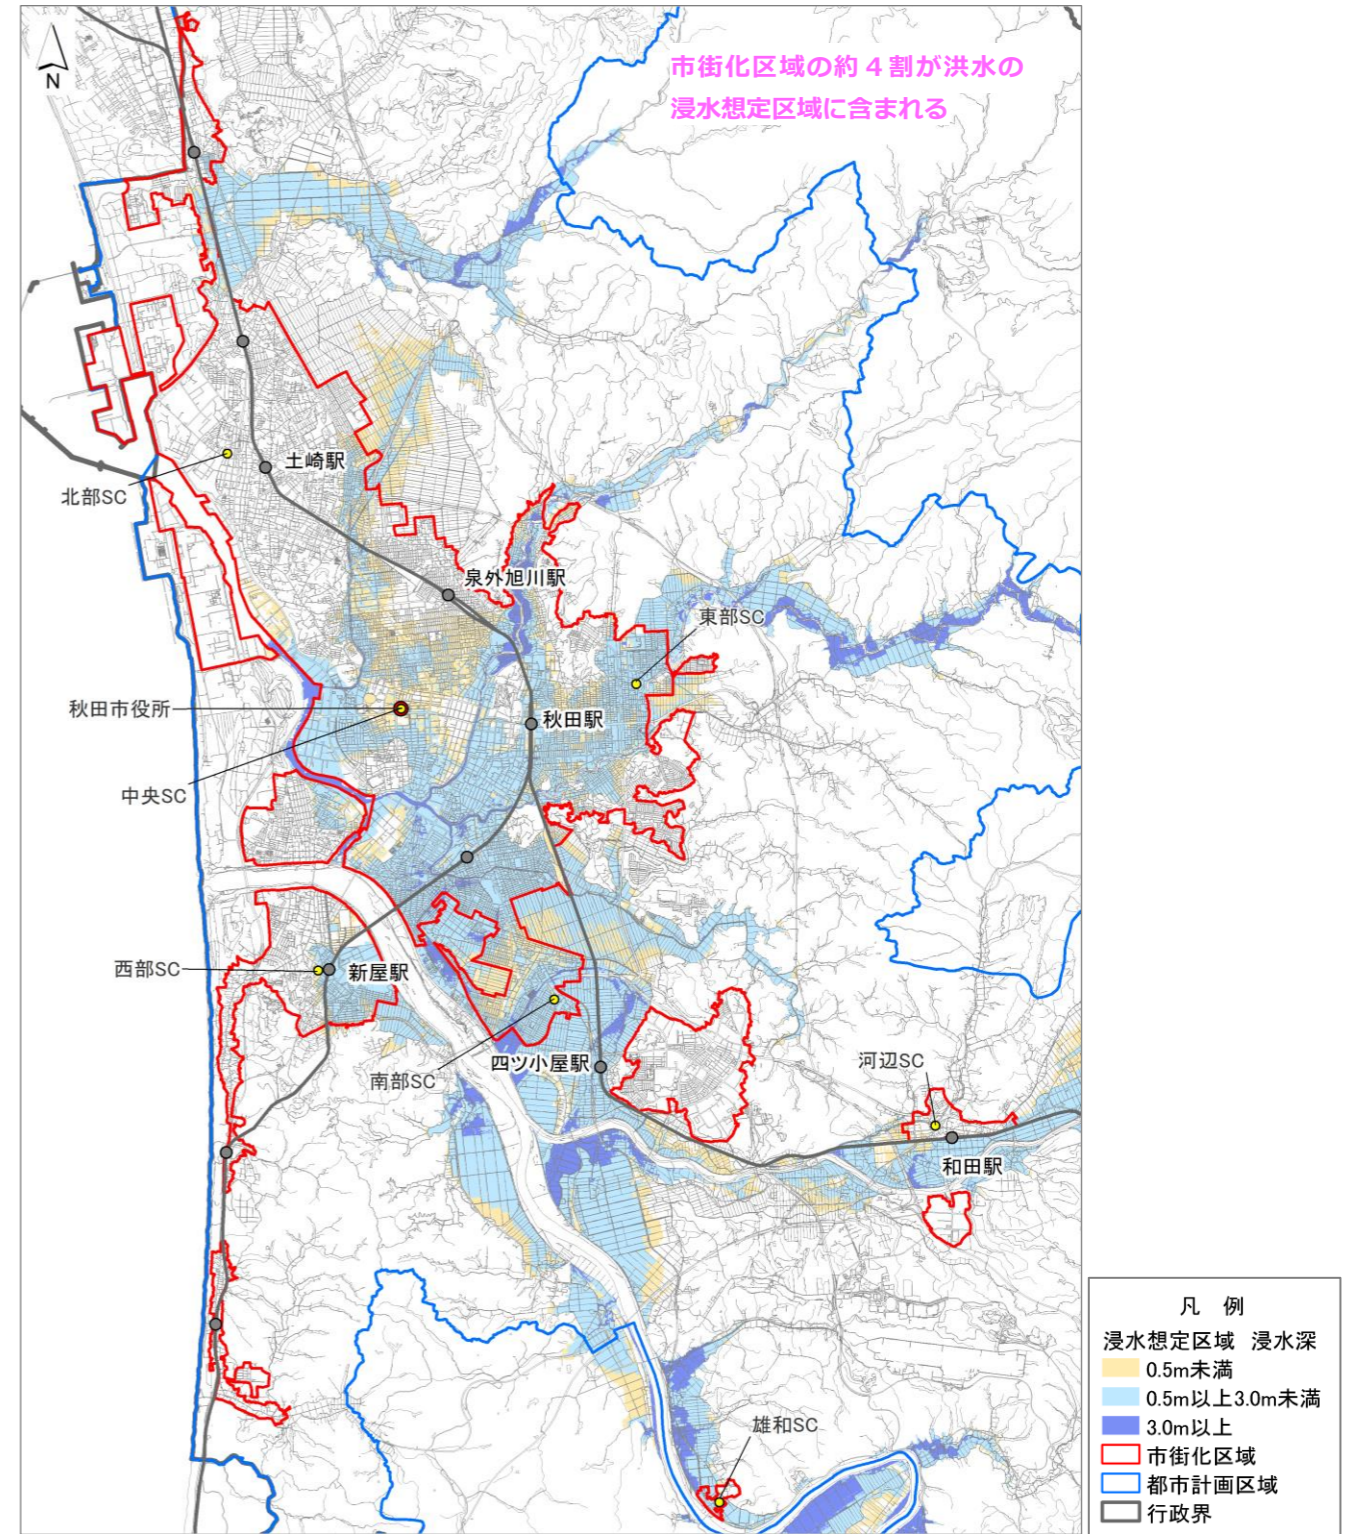 市街化区域の約４割が洪水の
浸水想定区域に含まれる
N
土崎駅
北部SC
泉外旭川駅
東部SC
秋田市役所
秋田駅
中央SC
西部SC
新屋駅
南部SC
四ツ小屋駅
河辺SC
和田駅
雄和SC
凡　例
浸水想定区域　浸水深
0.5m未満
0.5m以上3.0m未満
3.0m以上
市街化区域
都市計画区域
行政界